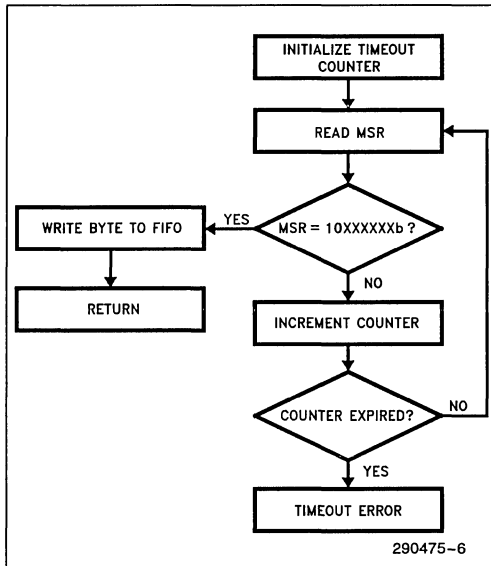 INITIALIZE TIMEOUT
COUNTER
READ MSR
MSR = 10XXXXXXb ?
YES
WRITE BYTE TO FIFO
RETURN
NO
INCREMENT COUNTER
COUNTER EXPIRED?
NO
YES
TIMEOUT ERROR
290475-6